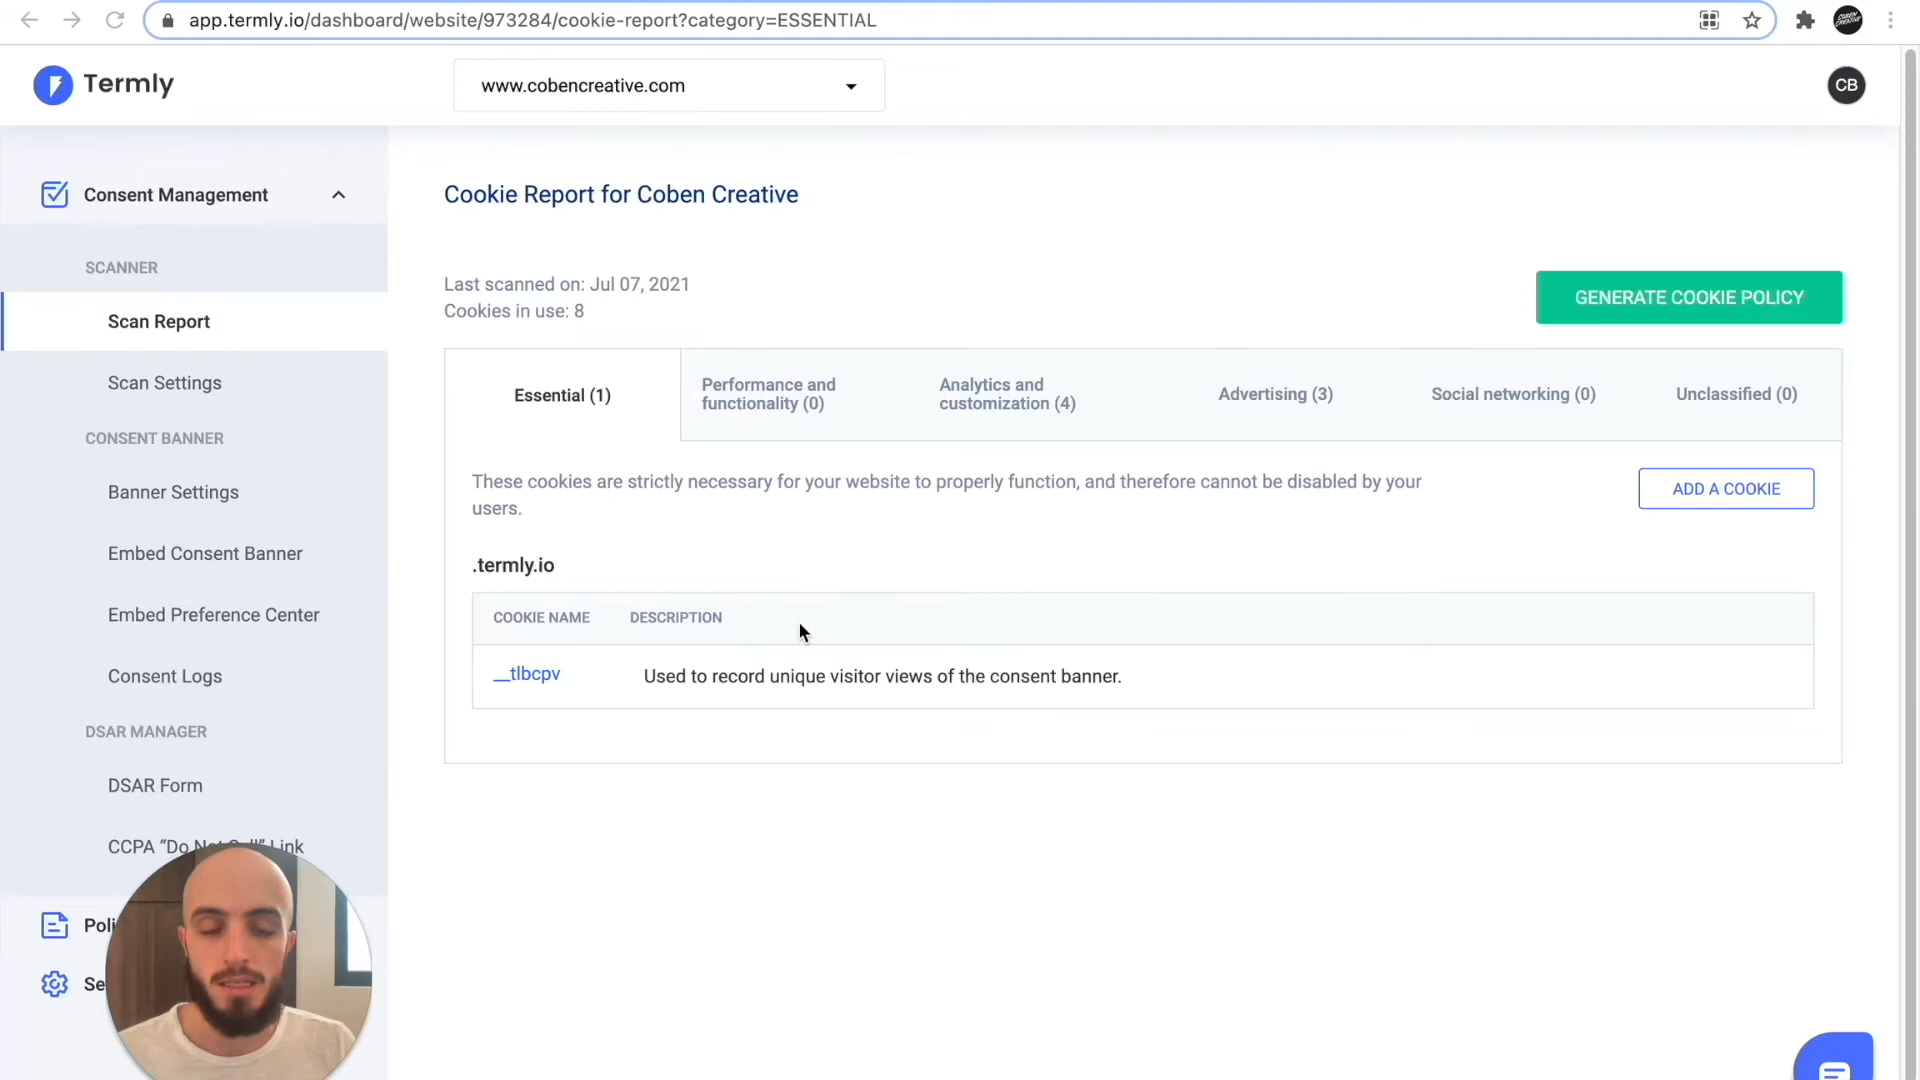 app.termly.io/dashboard/website/973284/cookie-report?category=ESSENTIAL
Termly
www.cobencreative.com
CB
Consent Management
SCANNER
Scan Report
Scan Settings
CONSENT BANNER
Banner Settings
Embed Consent Banner
Embed Preference Center
Consent Logs
DSAR MANAGER
DSAR Form
CCPA “Do Not Sell” Link
Cookie Report for Coben Creative
Last scanned on: Jul 07, 2021
Cookies in use: 8
GENERATE COOKIE POLICY
Essential (1)
Performance and
functionality (0)
Analytics and
customization (4)
Advertising (3)
Social networking (0)
Unclassified (0)
These cookies are strictly necessary for your website to properly function, and therefore cannot be disabled by your
users.
ADD A COOKIE
.termly.io
COOKIE NAME
DESCRIPTION
__tlbcpv
Used to record unique visitor views of the consent banner.